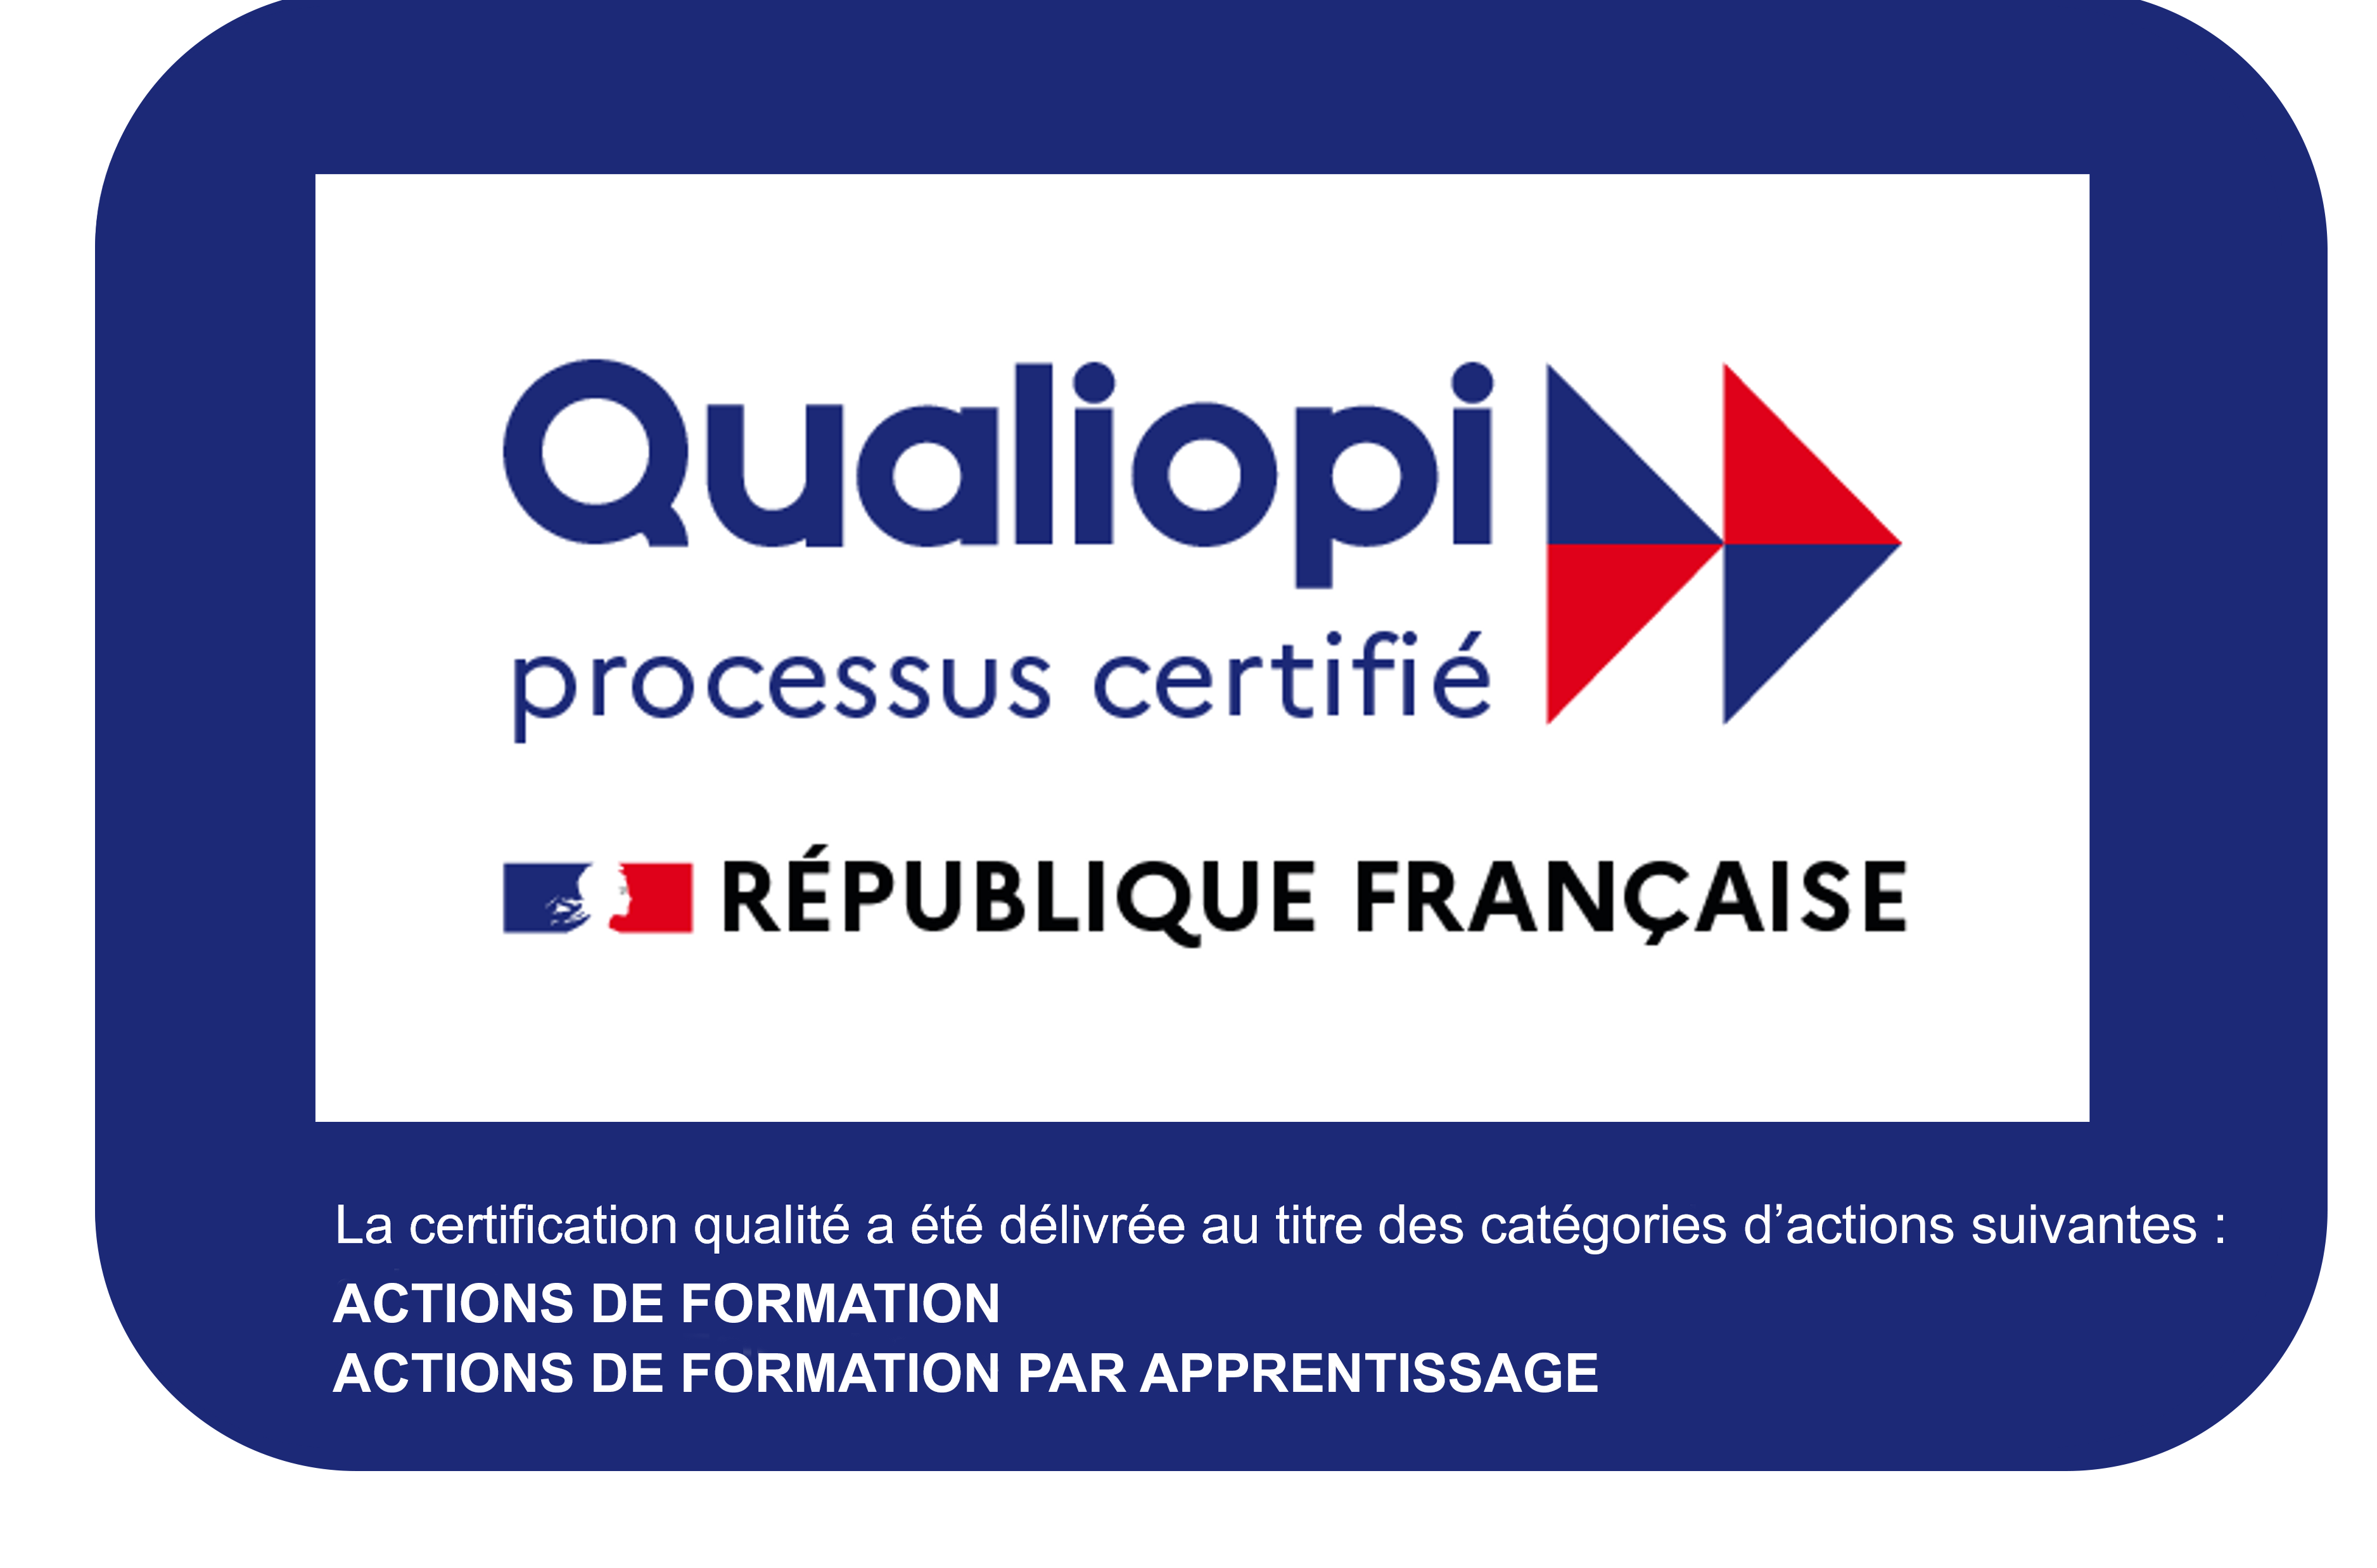 Qualiopi
processus certifié
RÉPUBLIQUE FRANÇAISE
La certification qualité a été délivrée au titre des catégories d’actions suivantes :
ACTIONS DE FORMATION
ACTIONS DE FORMATION PAR APPRENTISSAGE